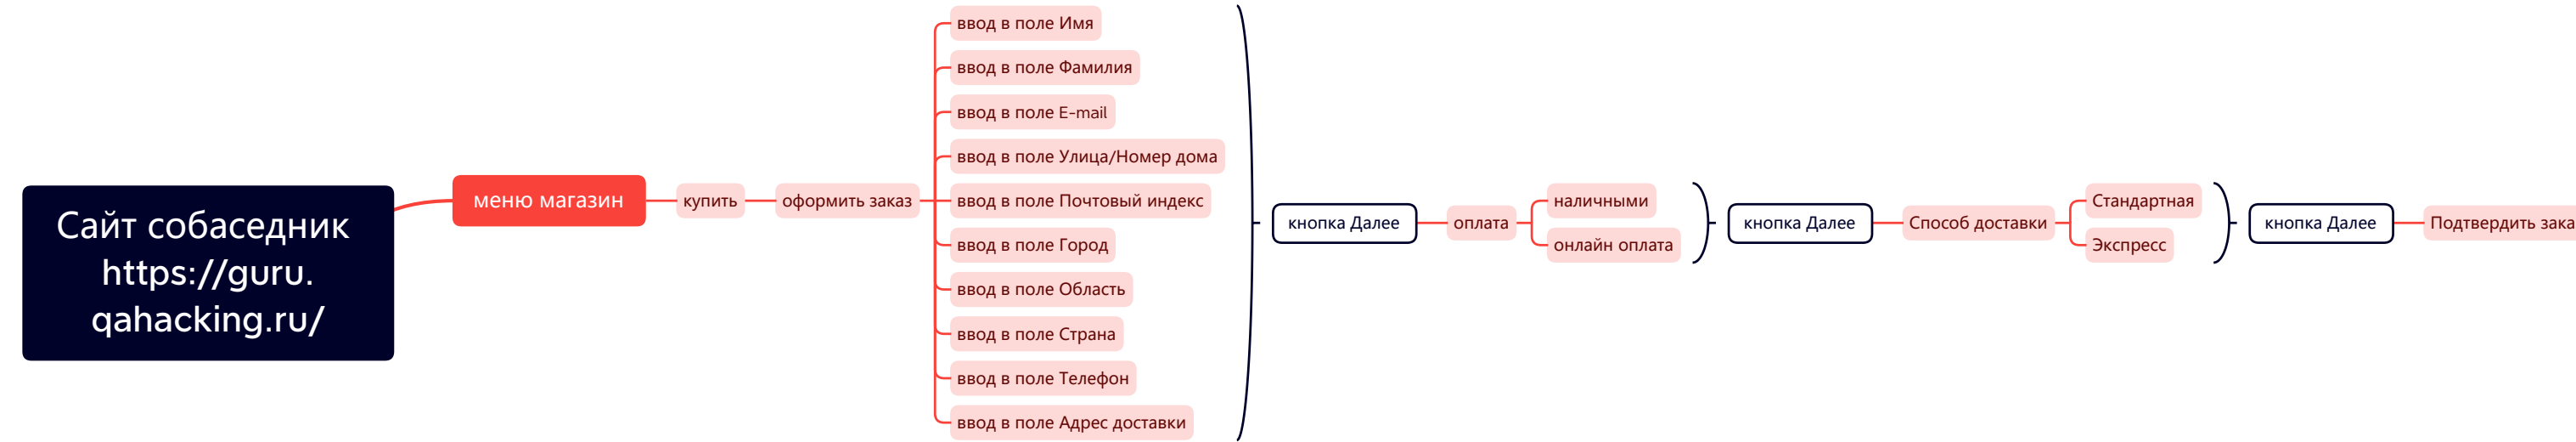 Сайт собаседник
https://guru.
qahacking.ru/
меню магазин
купить
оформить заказ
ввод в поле Имя
ввод в поле Фамилия
ввод в поле E-mail
ввод в поле Улица/Номер дома
ввод в поле Почтовый индекс
ввод в поле Город
ввод в поле Область
ввод в поле Страна
ввод в поле Телефон
ввод в поле Адрес доставки
кнопка Далее
оплата
наличными
онлайн оплата
кнопка Далее
Способ доставки
Стандартная
Экспресс
кнопка Далее
Подтвердить зака